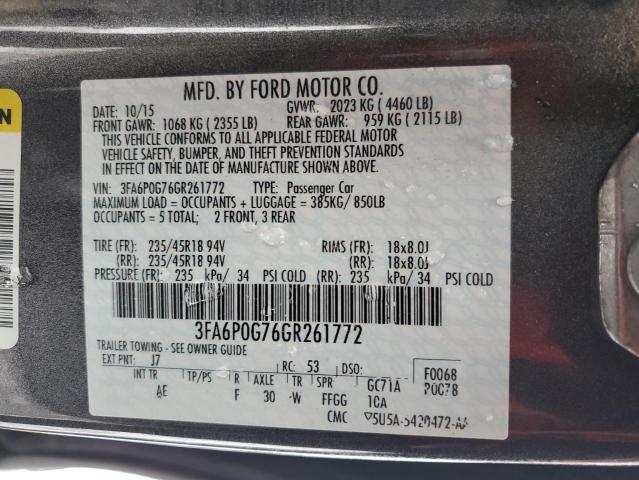 MFD. BY FORD MOTOR CO.
DATE: 10/15 GVWR: 2023 KG ( 4460 LB)
FRONT GAWR: 1068 KG ( 2355 LB) REAR GAWR: 959 KG ( 2115 LB)
THIS VEHICLE CONFORMS TO ALL APPLICABLE FEDERAL MOTOR
VEHICLE SAFETY, BUMPER, AND THEFT PREVENTION STANDARDS
IN EFFECT ON THE DATE OF MANUFACTURE SHOWN ABOVE.
VIN: 3FA6P0G76GR261772 TYPE: Passenger Car
MAXIMUM LOAD = OCCUPANTS + LUGGAGE = 385KG/ 850LB
OCCUPANTS = 5 TOTAL; 2 FRONT, 3 REAR
TIRE (FR): 235/45R18 94V RIMS (FR): 18x8.0J
(RR): 235/45R18 94V (RR): 18x8.0J
PRESSURE (FR): 235 kPa/ 34 PSI COLD (RR): 235 kPa/ 34 PSI COLD
3FA6P0G76GR261772
TRAILER TOWING - SEE OWNER GUIDE
EXT PNT: J7 RC: 53 DSO: F0068
INT TR TP/PS R AXLE TR SPR GC71A
AE F 30 W FFGG 1CA
CMC